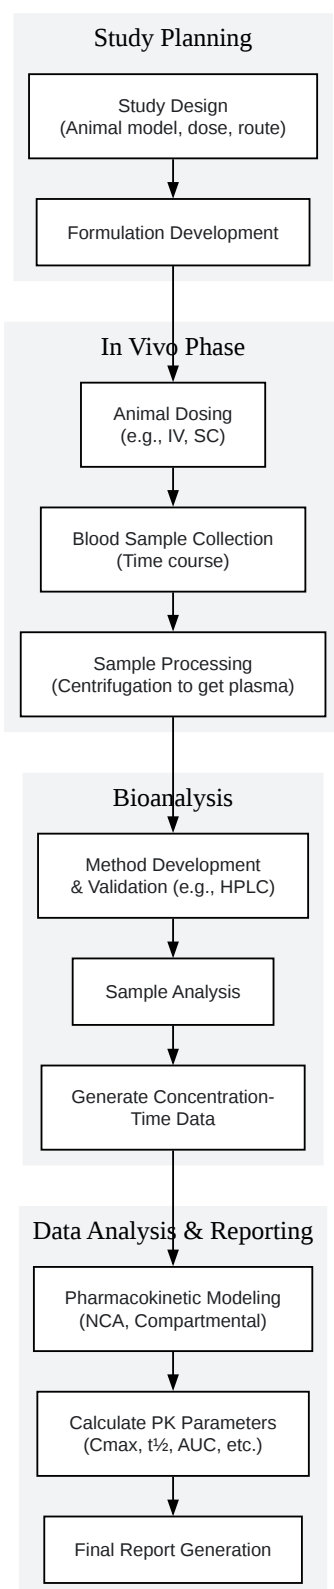 Study Planning
Study Design
(Animal model, dose, route)
Formulation Development
In Vivo Phase
Animal Dosing
(e.g., IV, SC)
Blood Sample Collection
(Time course)
Sample Processing
(Centrifugation to get plasma)
Bioanalysis
Method Development
& Validation (e.g., HPLC)
Sample Analysis
Generate Concentration-
Time Data
Data Analysis & Reporting
Pharmacokinetic Modeling
(NCA, Compartmental)
Calculate PK Parameters
(Cmax, t½, AUC, etc.)
Final Report Generation